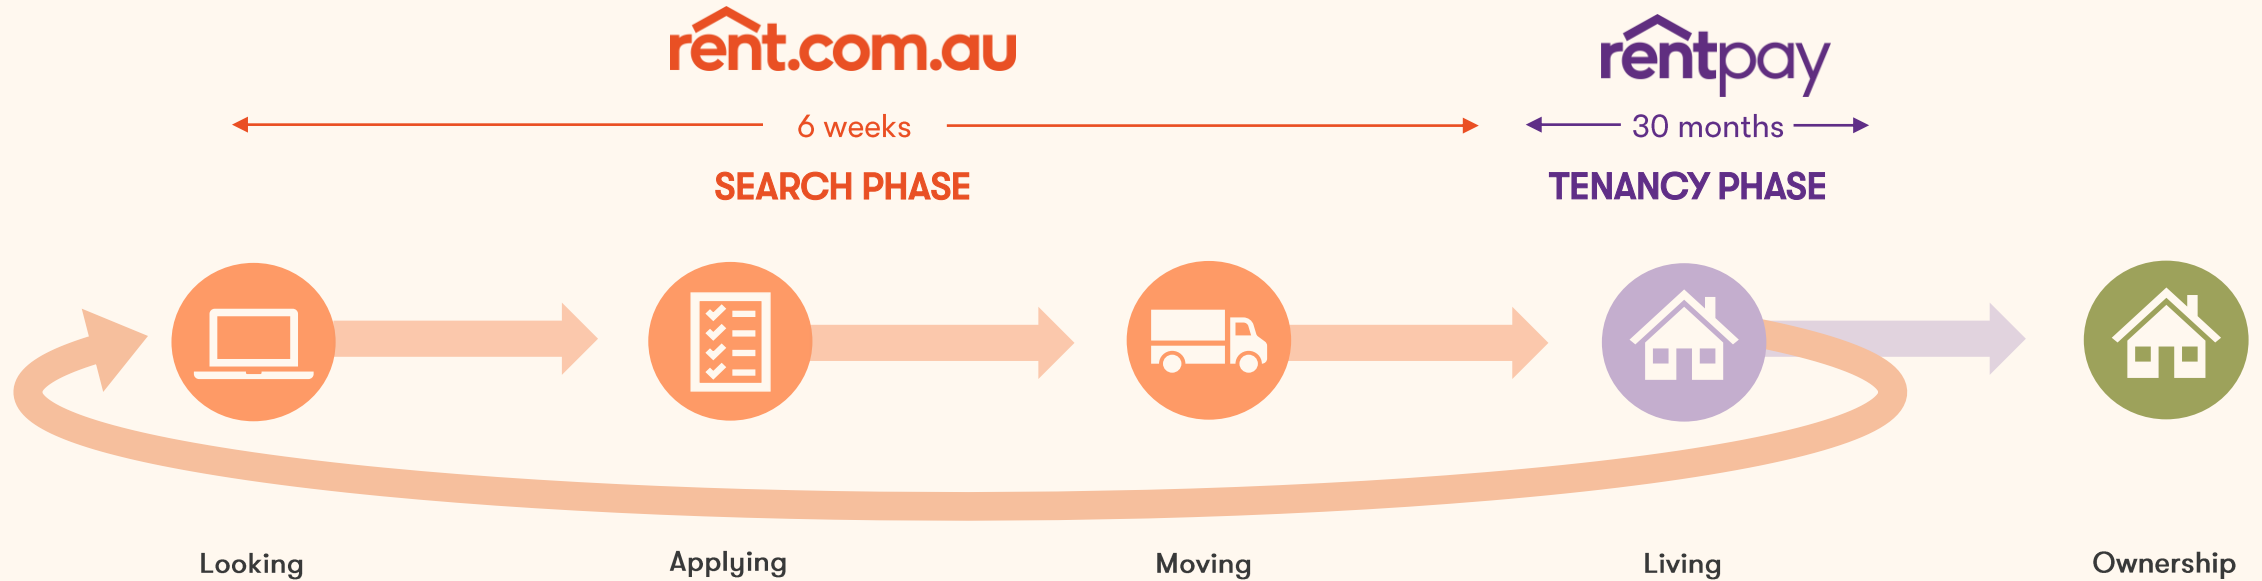 rent.com.au
rentpay
6 weeks
30 months
SEARCH PHASE
TENANCY PHASE
Looking
Applying
Moving
Living
Ownership